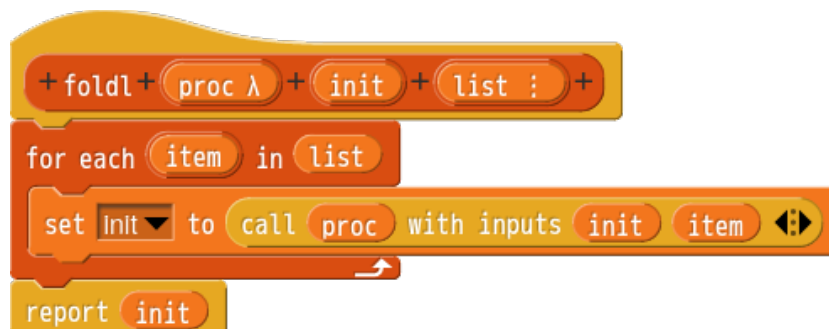 + foldl + proc λ + init + list ⋮ +
for each item in list
set init to call proc with inputs init item
report init